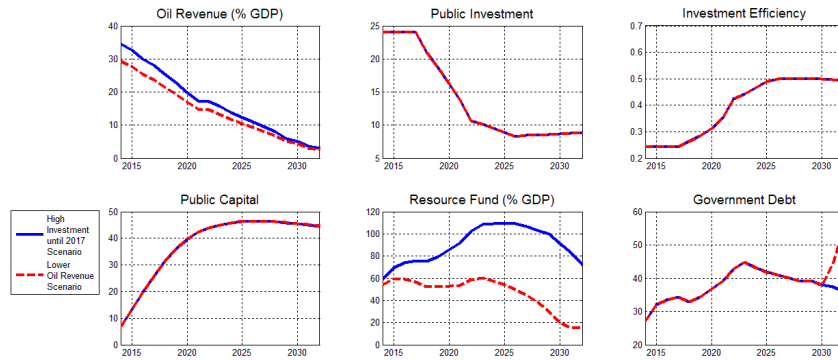 Oil Revenue (% GDP)
40
30
20
10
0
2015 2020 2025 2030
Public Investment
25
20
15
10
5
2015 2020 2025 2030
Investment Efficiency
0.7
0.6
0.5
0.4
0.3
0.2
2015 2020 2025 2030
High
Investment
until 2017
Scenario
Lower
Oil Revenue
Scenario
Public Capital
50
40
30
20
10
0
2015 2020 2025 2030
Resource Fund (% GDP)
120
100
80
60
40
20
0
2015 2020 2025 2030
Government Debt
60
50
40
30
20
2015 2020 2025 2030